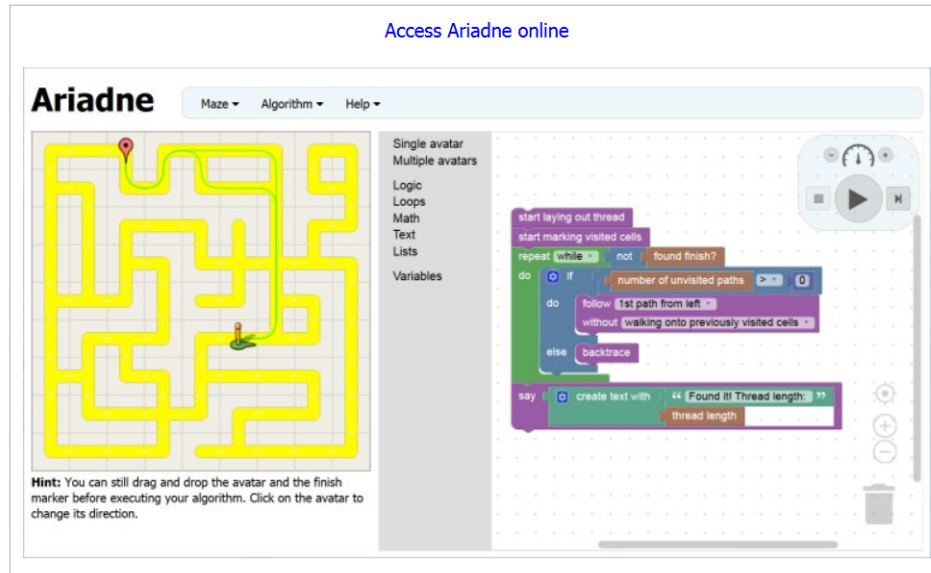 Access Ariadne online
Ariadne
Maze
Algorithm
Help
Single avatar
Multiple avatars
Logic
Loops
Math
Text
Lists
Variables
start laying out thread
start marking visited cells
repeat while not found finish?
do if number of unvisited paths > 0
do follow 1st path from left
without walking onto previously visited cells
else backtrace
say create text with “ Found it! Thread length: ”
thread length
Hint: You can still drag and drop the avatar and the finish
marker before executing your algorithm. Click on the avatar to
change its direction.